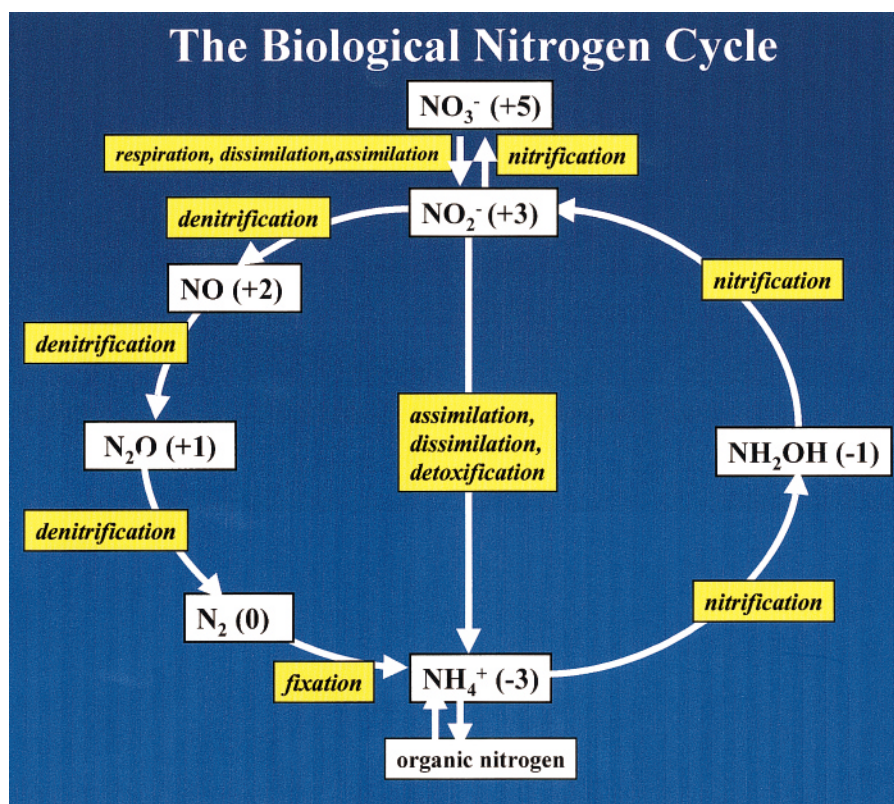 The Biological Nitrogen Cycle
NO₃⁻ (+5)
respiration, dissimilation,assimilation
nitrification
NO₂⁻ (+3)
denitrification
NO (+2)
nitrification
denitrification
assimilation,
dissimilation,
detoxification
N₂O (+1)
NH₂OH (-1)
denitrification
nitrification
N₂ (0)
fixation
NH₄⁺ (-3)
organic nitrogen